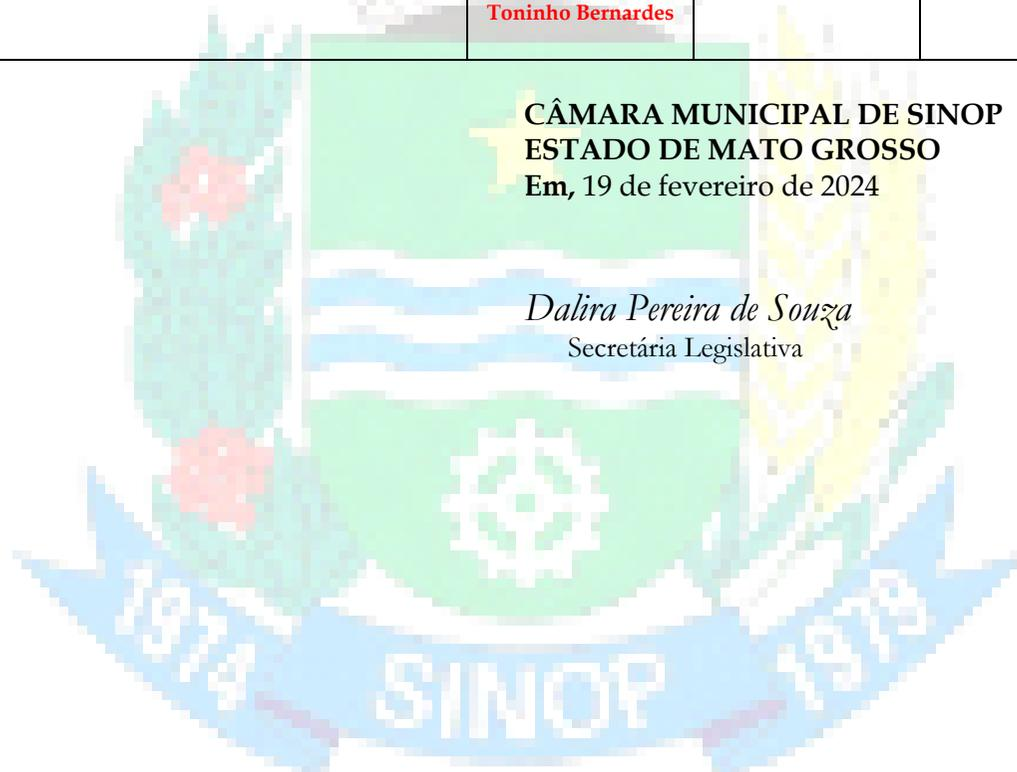 Toninho Bernardes
CÂMARA MUNICIPAL DE SINOP
ESTADO DE MATO GROSSO
Em, 19 de fevereiro de 2024
Dalira Pereira de Souza
Secretária Legislativa
1974 SINOP 1979